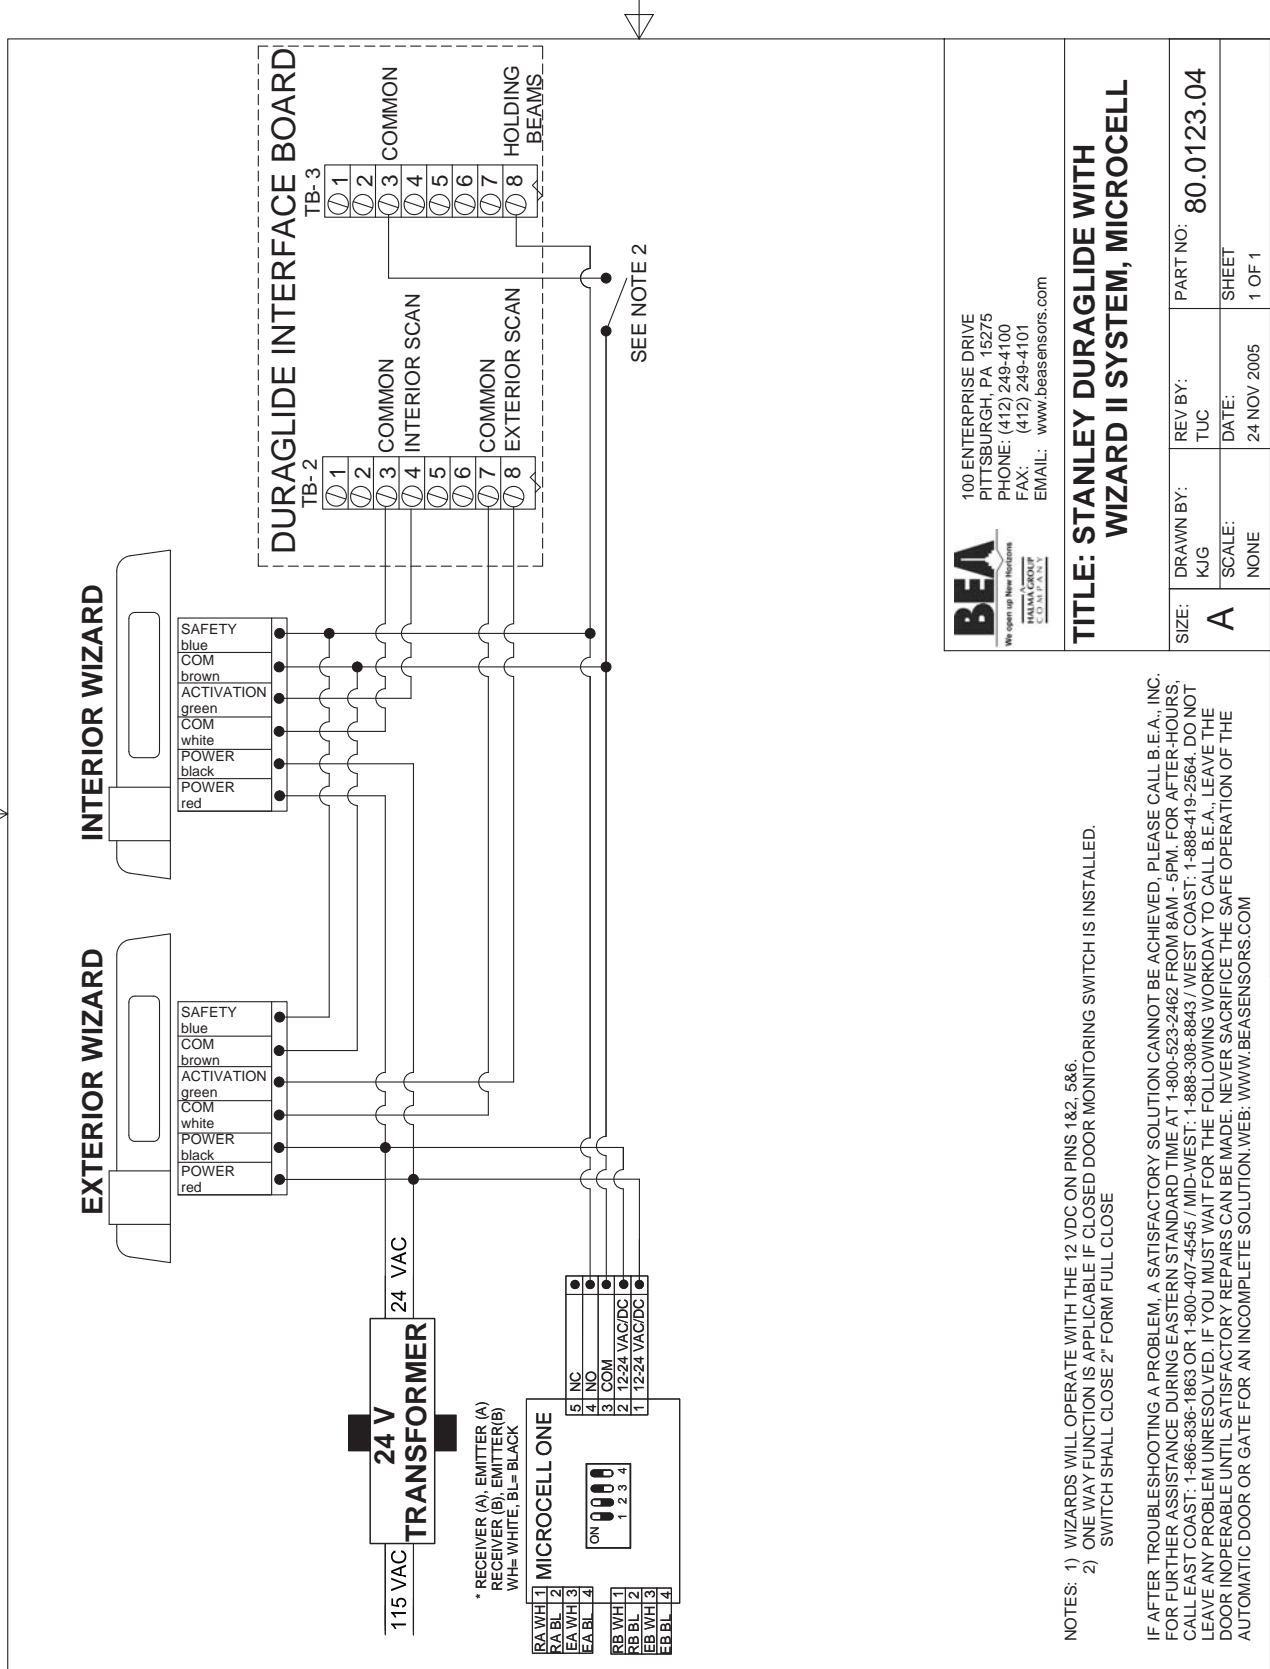 EXTERIOR WIZARD
SAFETY
blue
COM
brown
ACTIVATION
green
COM
white
POWER
black
POWER
red
INTERIOR WIZARD
SAFETY
blue
COM
brown
ACTIVATION
green
COM
white
POWER
black
POWER
red
DURAGLIDE INTERFACE BOARD
TB- 2
1
2
3 COMMON
4 INTERIOR SCAN
5
6
7 COMMON
8 EXTERIOR SCAN
TB- 3
1
2
3 COMMON
4
5
6
7
8 HOLDING
BEAMS
SEE NOTE 2
115 VAC
24 V
TRANSFORMER
24 VAC
* RECEIVER (A), EMITTER (A)
RECEIVER (B), EMITTER(B)
WH= WHITE, BL= BLACK
MICROCELL ONE
RA WH 1
RA BL 2
EA WH 3
EA BL 4
RB WH 1
RB BL 2
EB WH 3
EB BL 4
ON
1 2 3 4
5 NC
4 NO
3 COM
2 12-24 VAC/DC
1 12-24 VAC/DC
NOTES: 1) WIZARDS WILL OPERATE WITH THE 12 VDC ON PINS 1&2, 5&6.
2) ONE WAY FUNCTION IS APPLICABLE IF CLOSED DOOR MONITORING SWITCH IS INSTALLED.
SWITCH SHALL CLOSE 2" FORM FULL CLOSE
IF AFTER TROUBLESHOOTING A PROBLEM, A SATISFACTORY SOLUTION CANNOT BE ACHIEVED, PLEASE CALL B.E.A., INC.
FOR FURTHER ASSISTANCE DURING EASTERN STANDARD TIME AT 1-800-523-2462 FROM 8AM - 5PM. FOR AFTER-HOURS,
CALL EAST COAST: 1-866-836-1863 OR 1-800-407-4545 / MID-WEST: 1-888-308-8843 / WEST COAST: 1-888-419-2564. DO NOT
LEAVE ANY PROBLEM UNRESOLVED. IF YOU MUST WAIT FOR THE FOLLOWING WORKDAY TO CALL B.E.A., LEAVE THE
DOOR INOPERABLE UNTIL SATISFACTORY REPAIRS CAN BE MADE. NEVER SACRIFICE THE SAFE OPERATION OF THE
AUTOMATIC DOOR OR GATE FOR AN INCOMPLETE SOLUTION.WEB: WWW.BEASENSORS.COM
BEA
We open up New Horizons
A
HALMA GROUP
COMPANY
100 ENTERPRISE DRIVE
PITTSBURGH, PA 15275
PHONE: (412) 249-4100
FAX: (412) 249-4101
EMAIL: www.beasensors.com
TITLE: STANLEY DURAGLIDE WITH
WIZARD II SYSTEM, MICROCELL
SIZE:
A
DRAWN BY:
KJG
REV BY:
TUC
PART NO:
80.0123.04
SCALE:
NONE
DATE:
24 NOV 2005
SHEET
1 OF 1